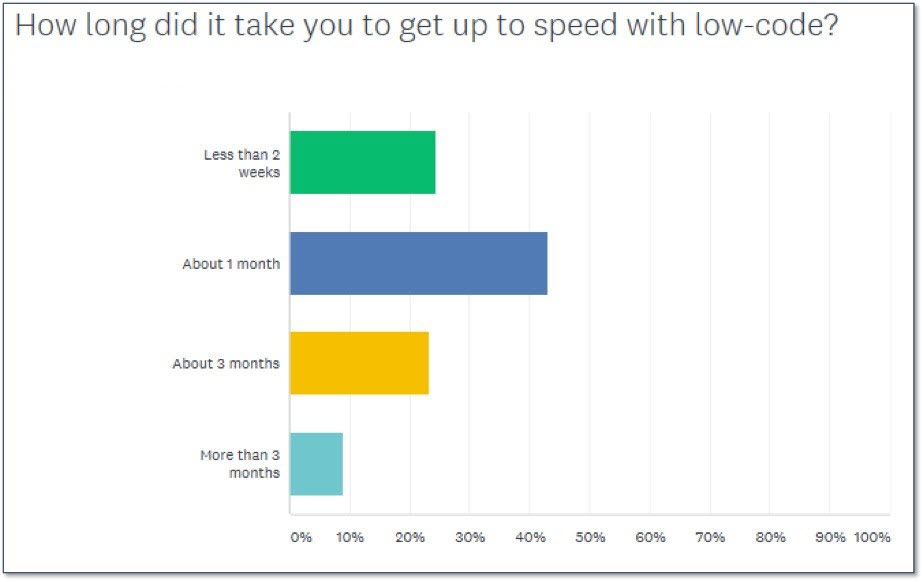 How long did it take you to get up to speed with low-code?
Less than 2
weeks
About 1 month
About 3 months
More than 3
months
0% 10% 20% 30% 40% 50% 60% 70% 80% 90% 100%